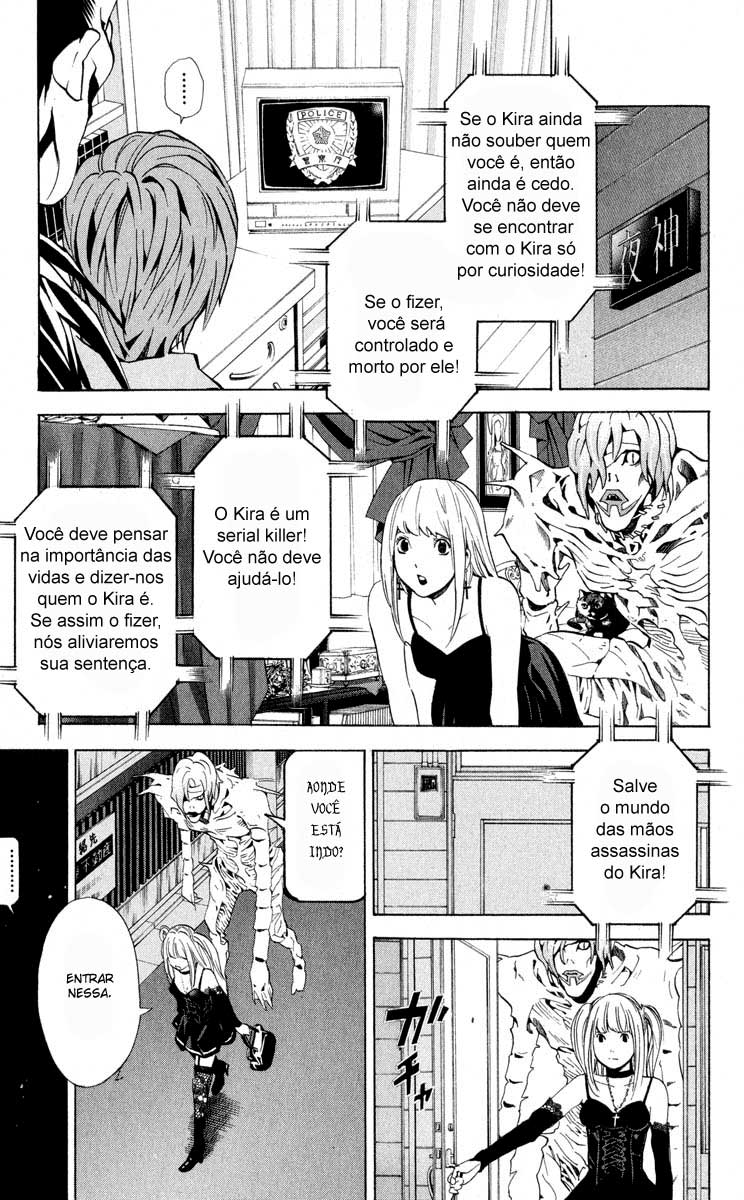 夜神
Se o Kira ainda
não souber quem
você é, então
ainda é cedo.
Você não deve
se encontrar
com o Kira só
por curiosidade!
POLICE
警察庁
......
Se o fizer,
você será
controlado e
morto por ele!
O Kira é um
serial killer!
Você não deve
ajudá-lo!
Você deve pensar
na importância das
vidas e dizer-nos
quem o Kira é.
Se assim o fizer,
nós aliviaremos
sua sentença.
Salve
o mundo
das mãos
assassinas
do Kira!
ガチャ
AONDE
VOCÊ
ESTÁ
INDO?
ENTRAR
NESSA.
........